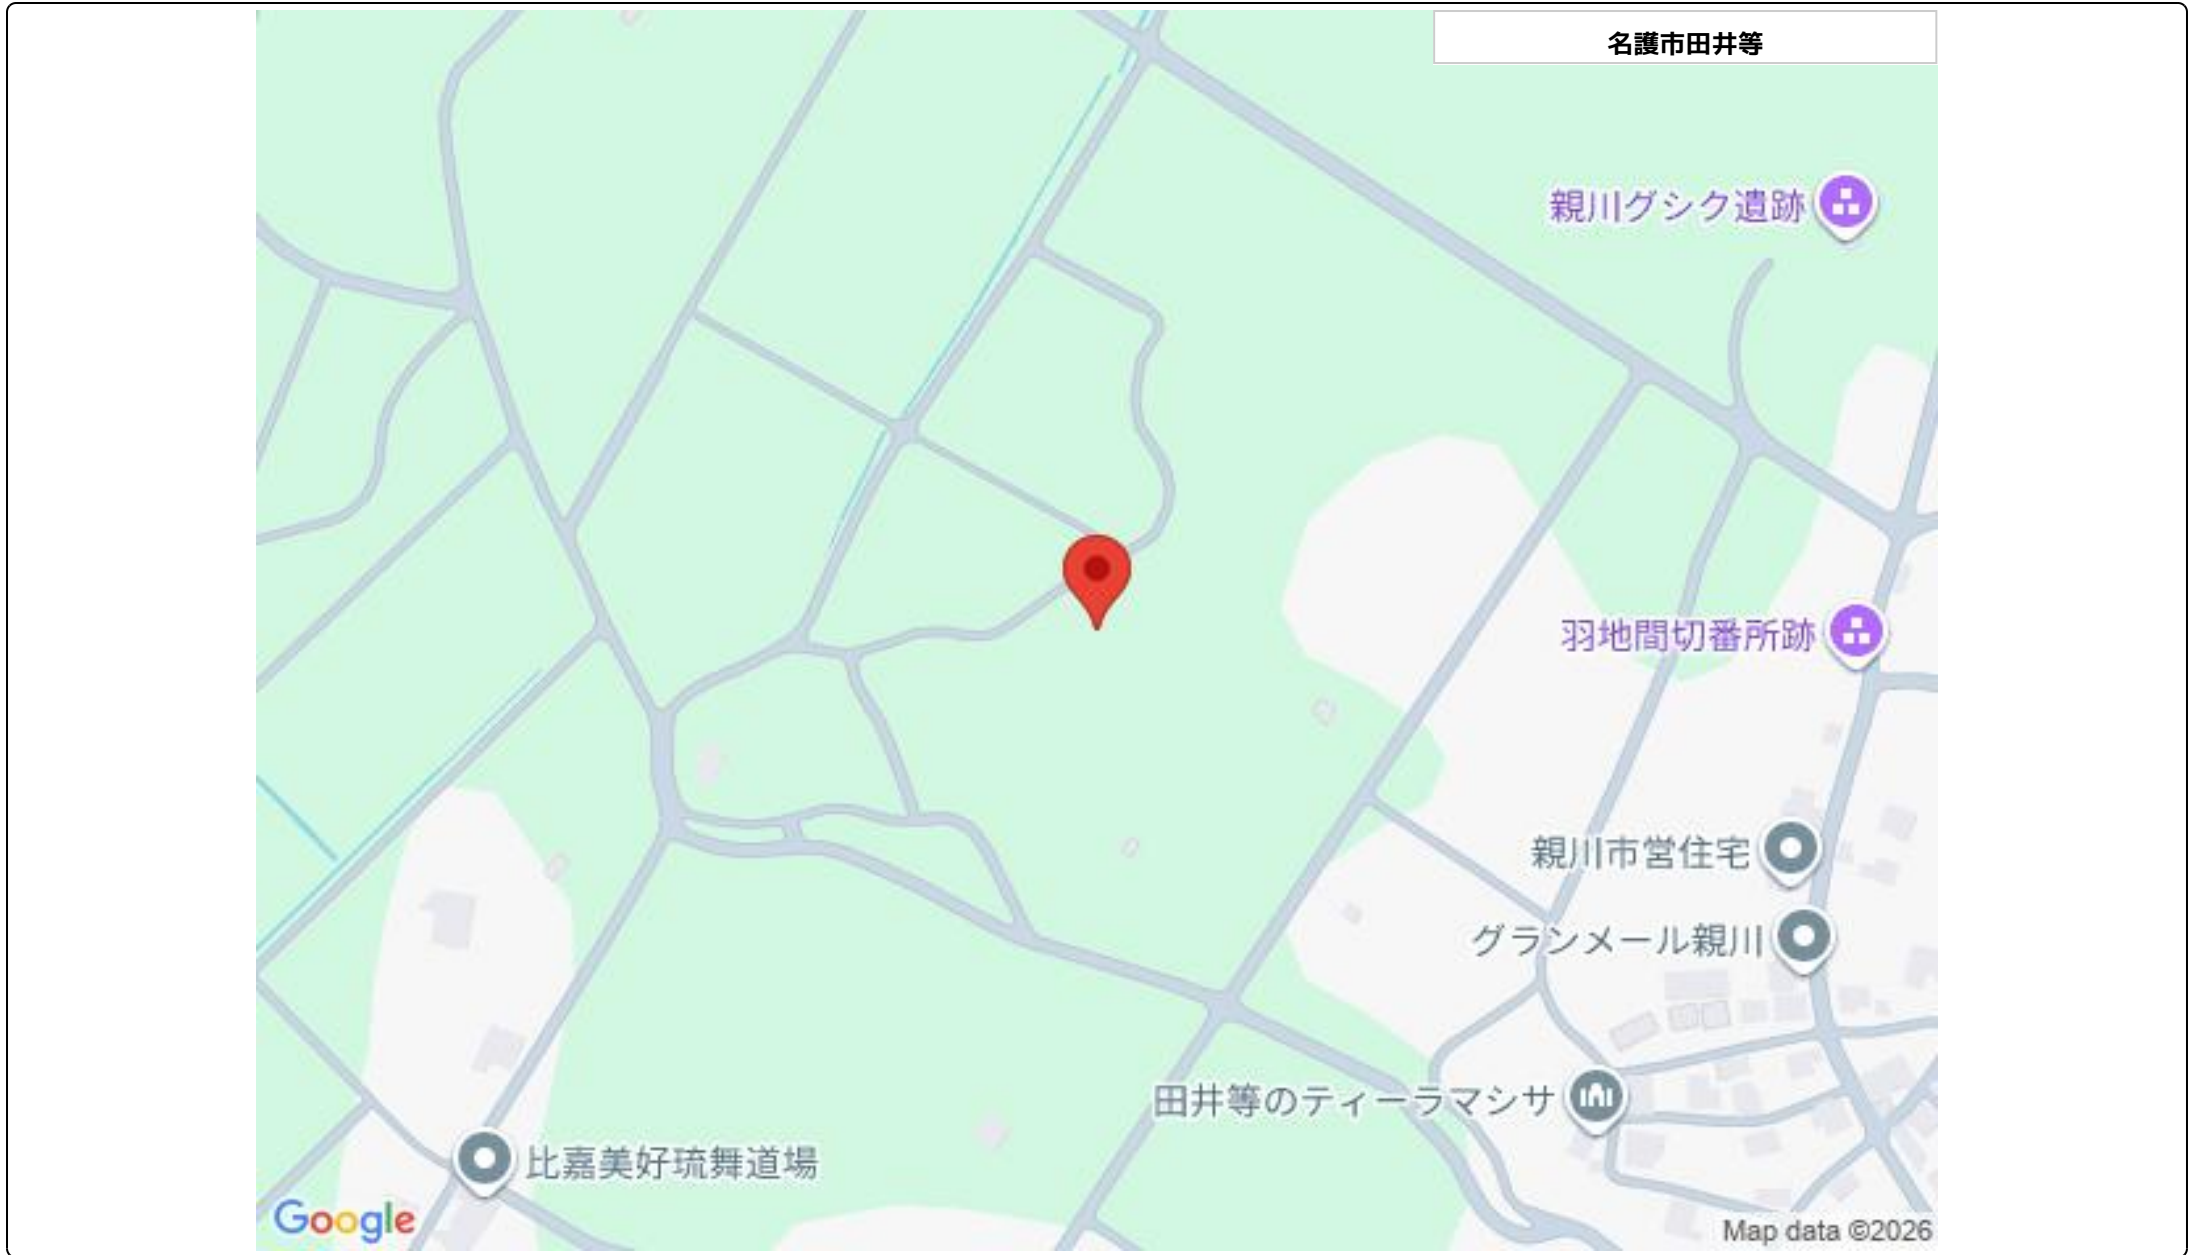 名護市田井等
親川グシク遺跡
羽地間切番所跡
親川市営住宅
グランメール親川
田井等のティーラマシサ
比嘉美好琉舞道場
Google
Map data ©2026